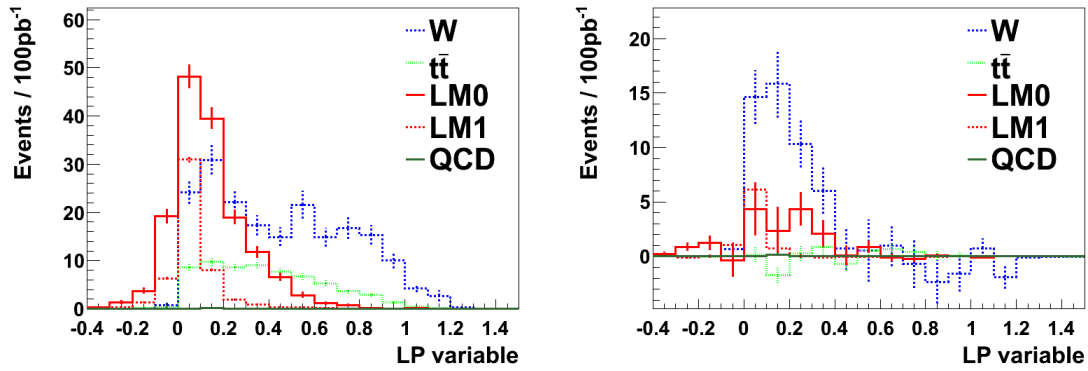 Events / 100pb⁻¹
60
50
40
30
20
10
0
-0.4 -0.2 0 0.2 0.4 0.6 0.8 1 1.2 1.4
LP variable
W
tt̄
LM0
LM1
QCD
Events / 100pb⁻¹
20
15
10
5
0
-0.4 -0.2 0 0.2 0.4 0.6 0.8 1 1.2 1.4
LP variable
W
tt̄
LM0
LM1
QCD